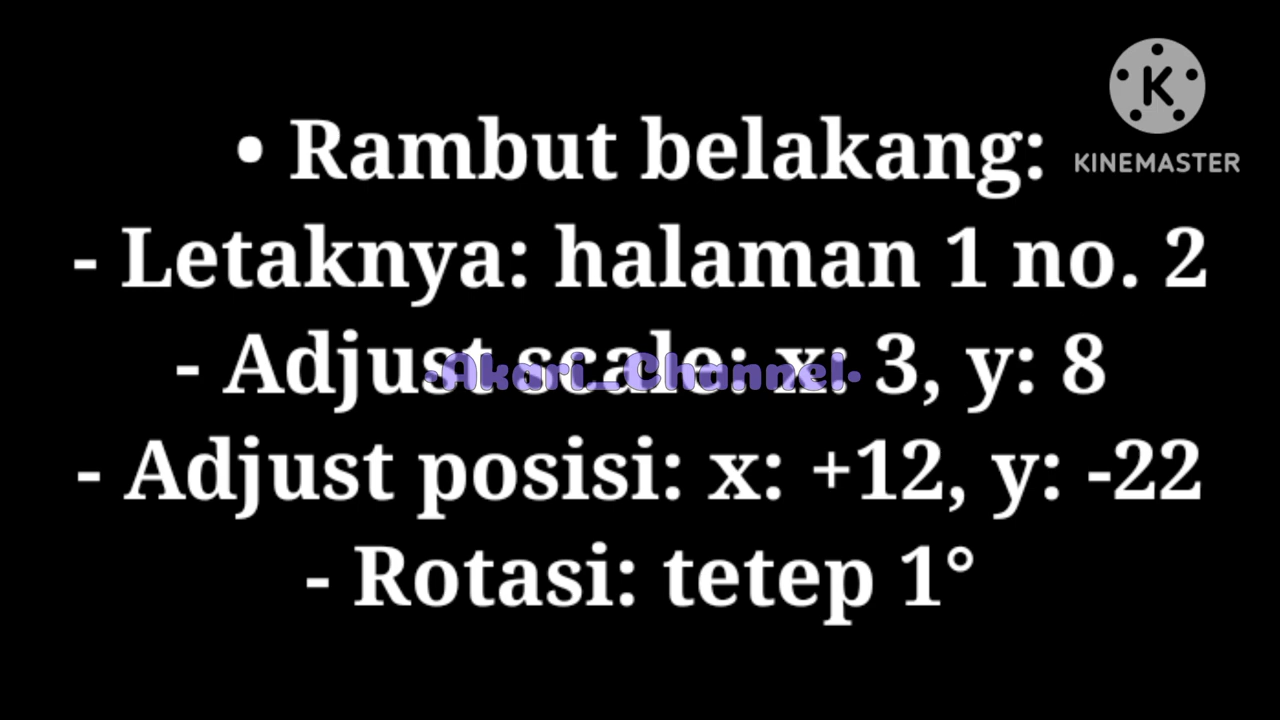 • Rambut belakang:
K
KINEMASTER
- Letaknya: halaman 1 no. 2
- Adjust scale: x: 3, y: 8
•Akari_Channel•
- Adjust posisi: x: +12, y: -22
- Rotasi: tetep 1°